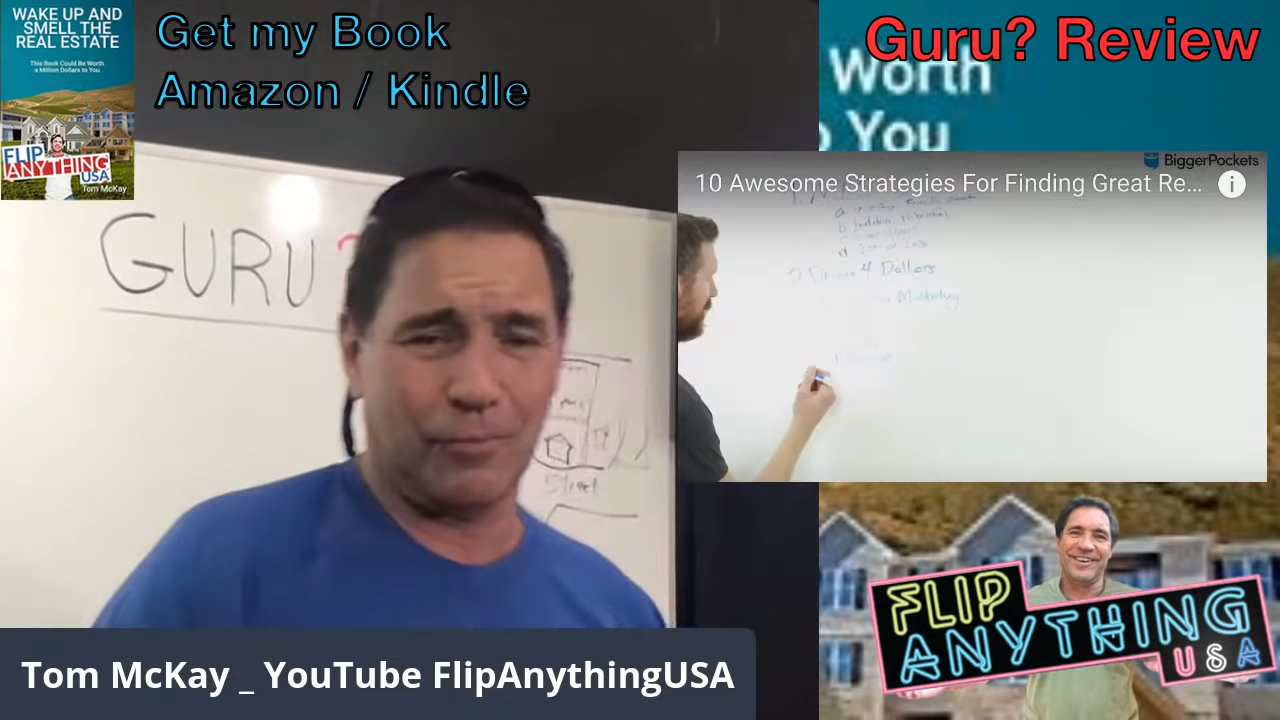 WAKE UP AND
SMELL THE
REAL ESTATE
This Book Could Be Worth
a Million Dollars to You
FLIP
ANYTHING
USA
Tom McKay
Get my Book
Amazon / Kindle
Guru? Review
Worth
You
GURU ?
BiggerPockets
10 Awesome Strategies For Finding Great Re...
2 4 Dollars
Marketing
Street
FLIP
ANYTHING
USA
Tom McKay _ YouTube FlipAnythingUSA